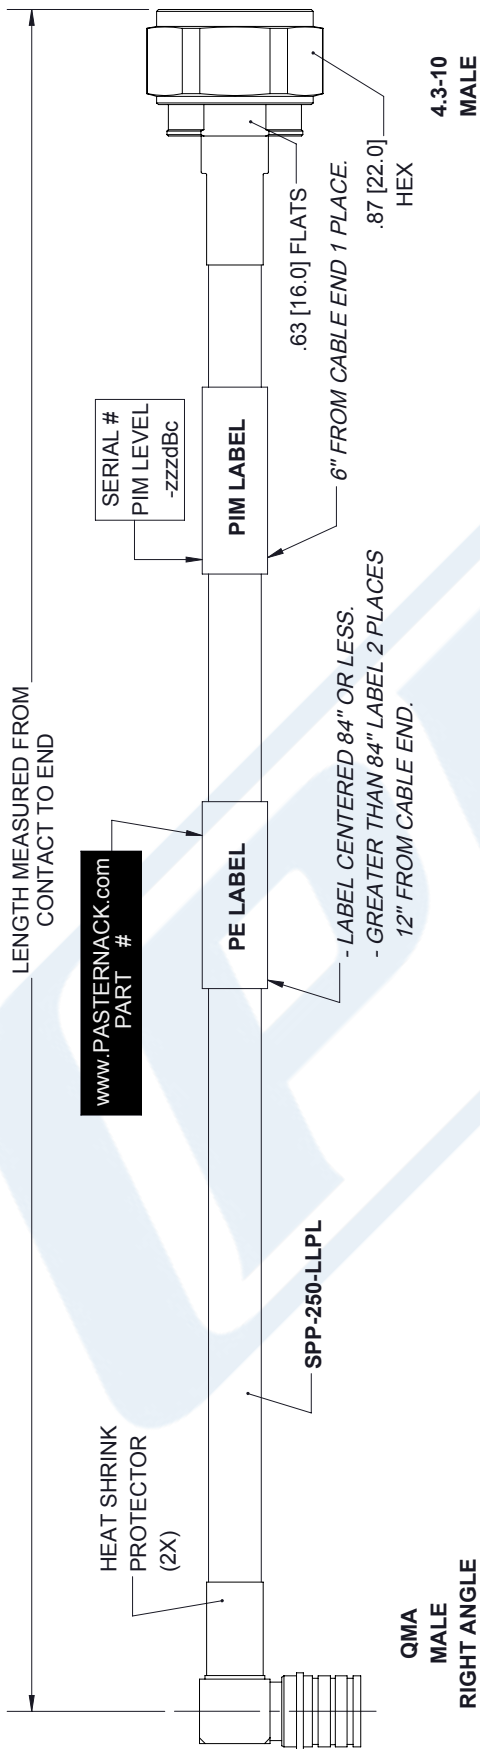 LENGTH MEASURED FROM
CONTACT TO END
HEAT SHRINK
PROTECTOR
(2X)
www.PASTERNACK.com
PART #
SERIAL #
PIM LEVEL
-zzzdBc
PE LABEL
PIM LABEL
SPP-250-LLPL
- LABEL CENTERED 84" OR LESS.
- GREATER THAN 84" LABEL 2 PLACES
12" FROM CABLE END.
6" FROM CABLE END 1 PLACE.
.63 [16.0] FLATS
.87 [22.0]
HEX
QMA
MALE
RIGHT ANGLE
4.3-10
MALE